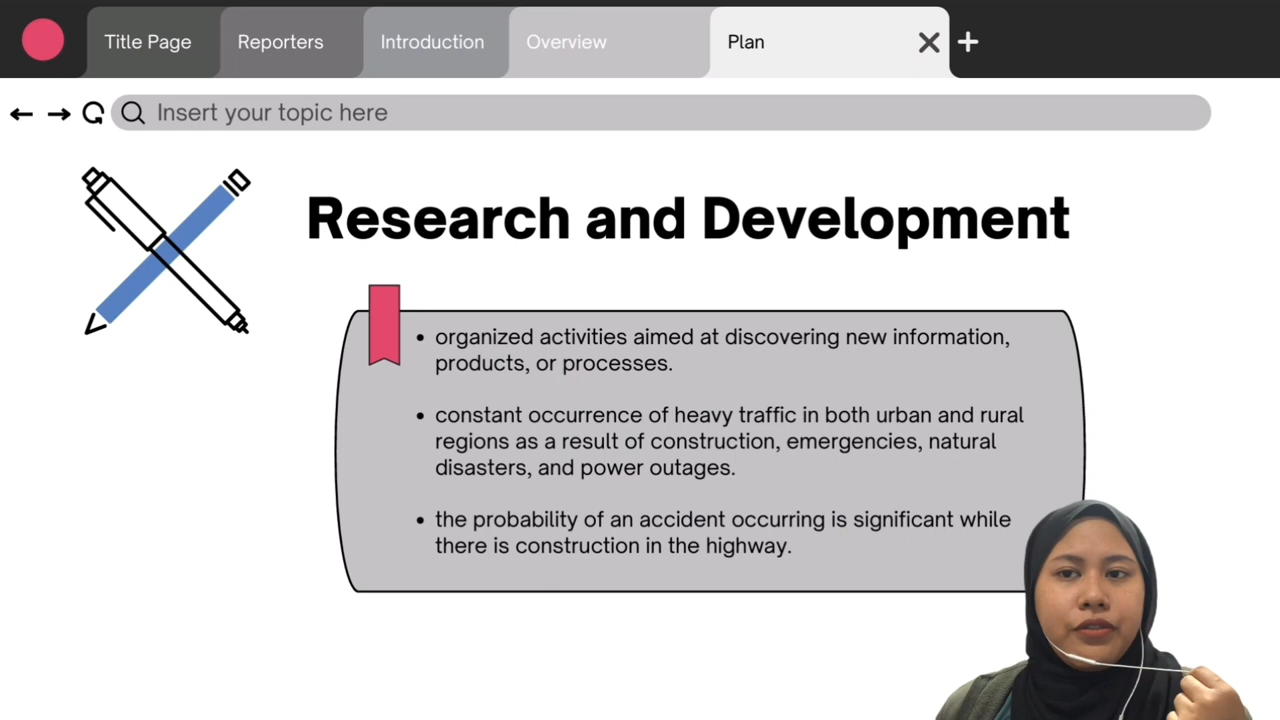 Title Page Reporters Introduction Overview Plan
Insert your topic here
Research and Development
• organized activities aimed at discovering new information,
products, or processes.
• constant occurrence of heavy traffic in both urban and rural
regions as a result of construction, emergencies, natural
disasters, and power outages.
• the probability of an accident occurring is significant while
there is construction in the highway.